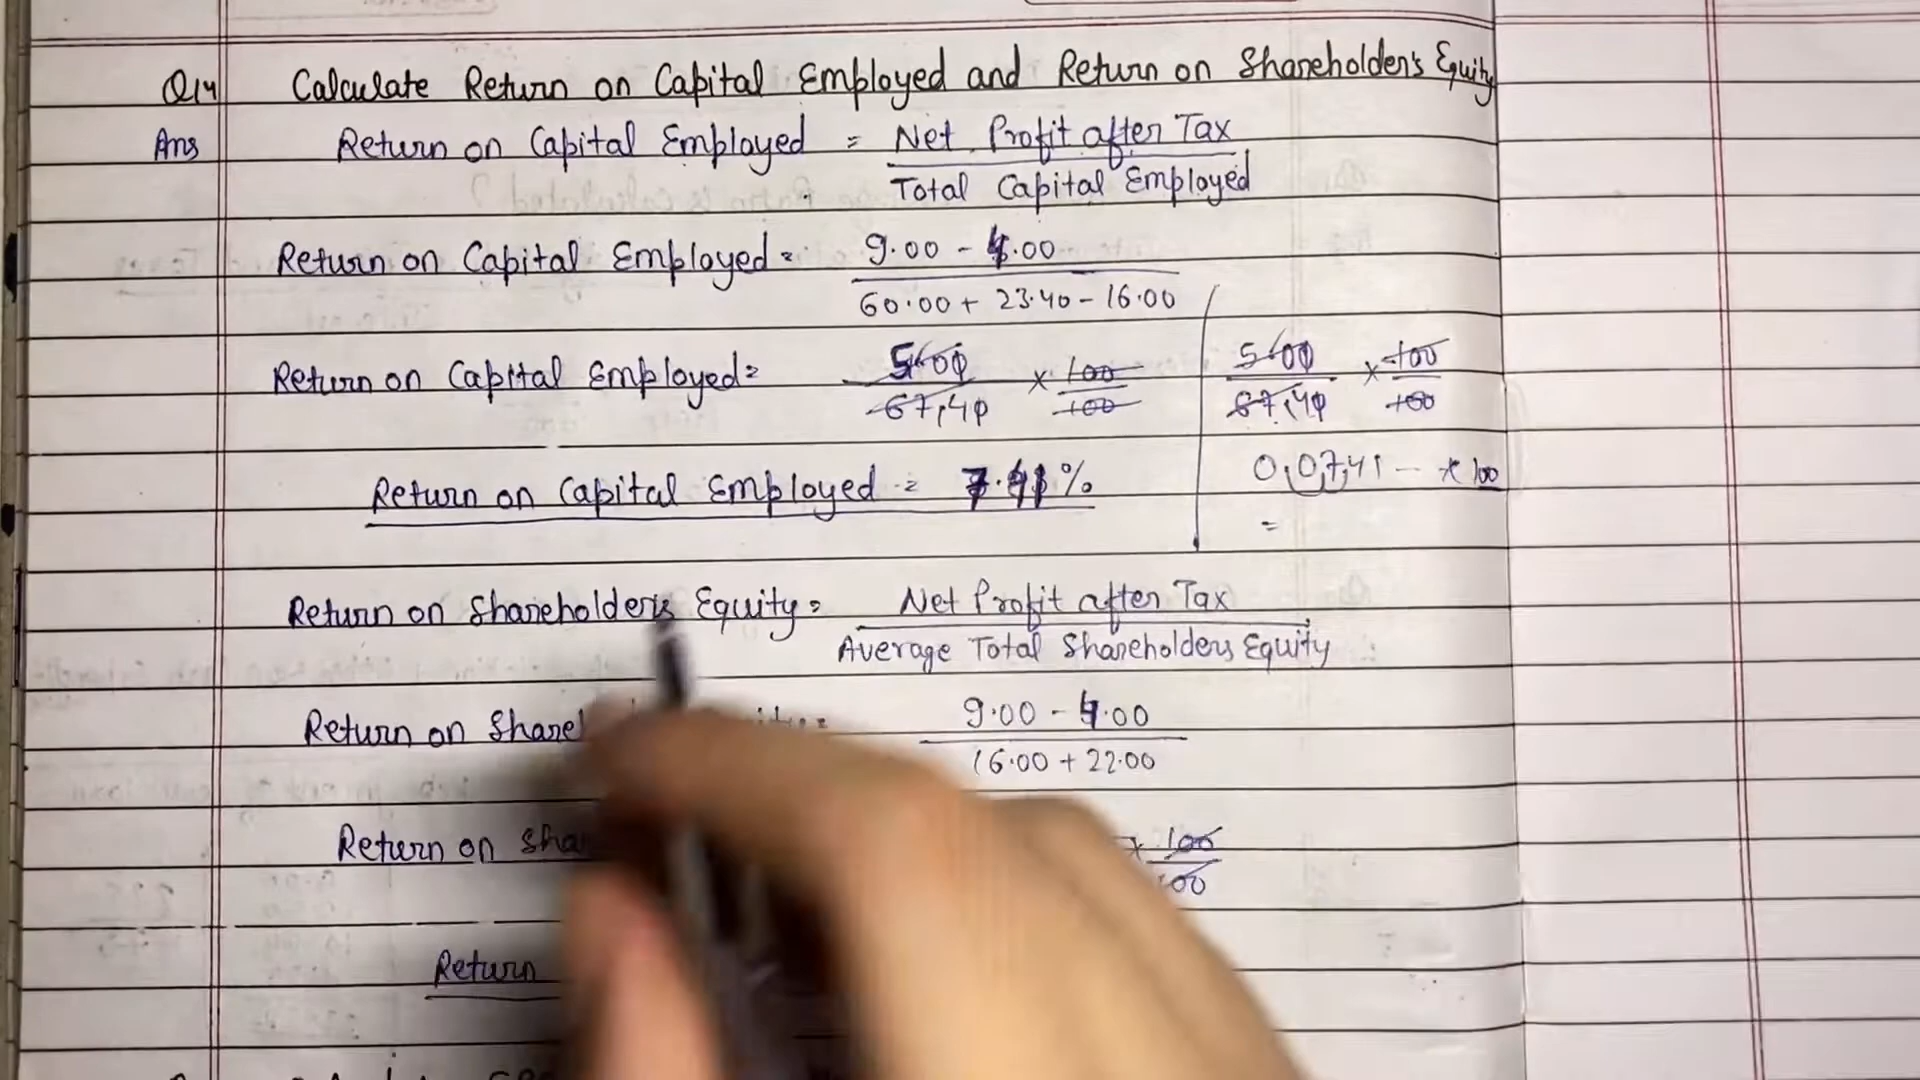 Q14 Calculate Return on Capital Employed and Return on Shareholder's Equity
Ans Return on Capital Employed = Net Profit after Tax
Total Capital Employed
Return on Capital Employed = 9.00 - 4.00
60.00 + 23.40 - 16.00
Return on Capital Employed = 5.00 × 100 5.00 × 100
67.40 100 67.40 100
0.0741 -- × 100
Return on Capital Employed = 7.41%
=
Return on Shareholder's Equity = Net Profit after Tax
Average Total Shareholders Equity
Return on 9.00 - 4.00
16.00 + 22.00
Return on × 100
100
Return